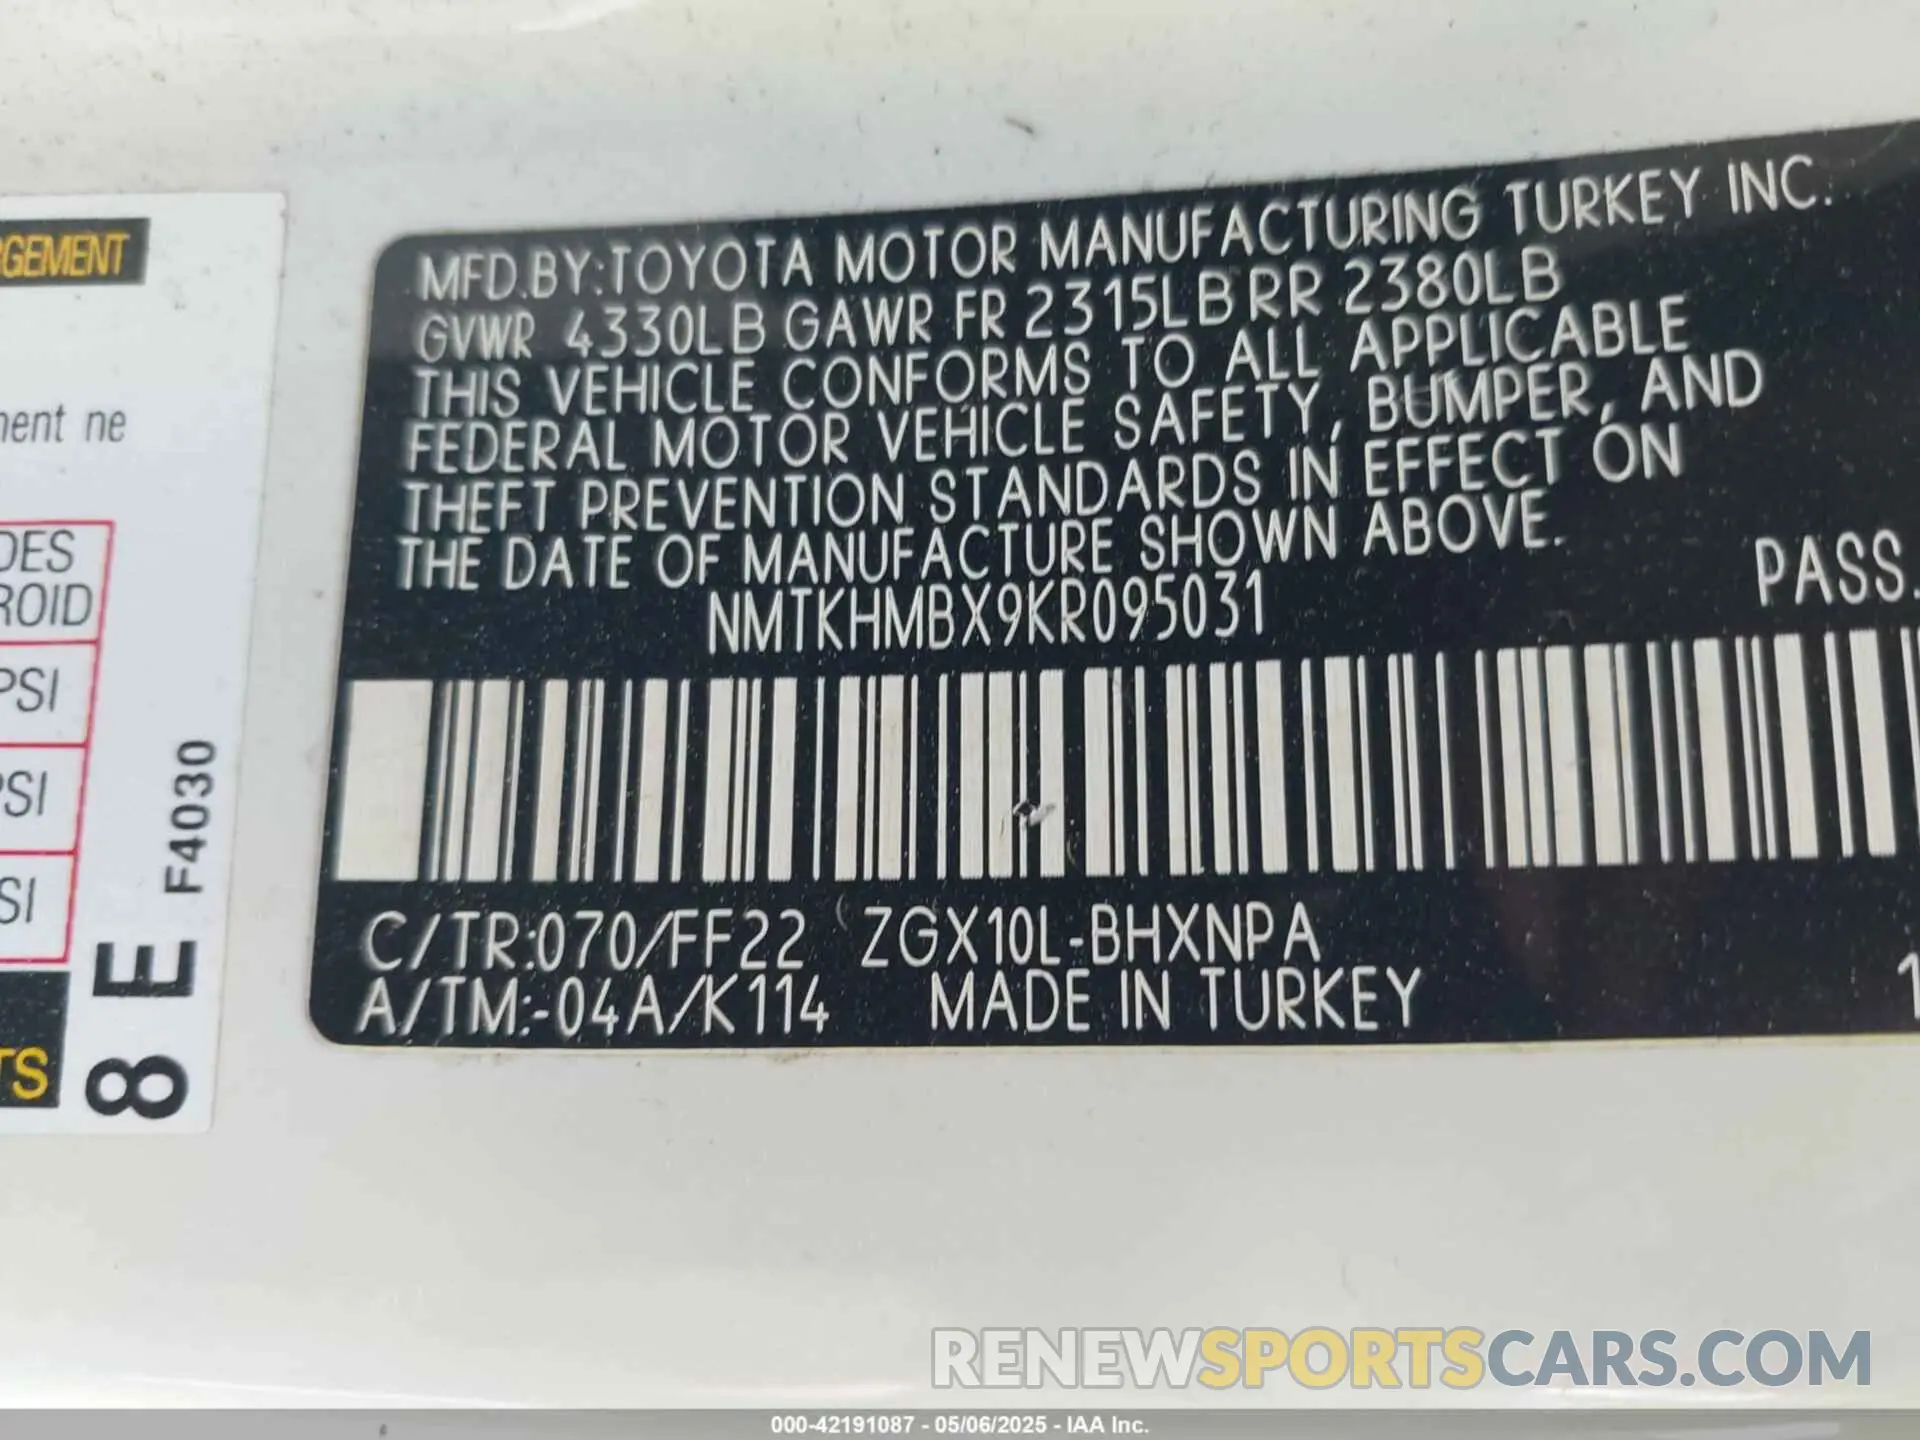 RGEMENT
ment ne
DES
ROID
PSI
PSI
SI
TS
8 E F4030
MFD.BY:TOYOTA MOTOR MANUFACTURING TURKEY INC.
GVWR 4330LB GAWR FR 2315LB RR 2380LB
THIS VEHICLE CONFORMS TO ALL APPLICABLE
FEDERAL MOTOR VEHICLE SAFETY, BUMPER, AND
THEFT PREVENTION STANDARDS IN EFFECT ON
THE DATE OF MANUFACTURE SHOWN ABOVE.
NMTKHMBX9KR095031 PASS.
C/TR:070/FF22 ZGX10L-BHXNPA
A/TM:-04A/K114 MADE IN TURKEY 1
RENEWSPORTSCARS.COM
000-42191087 - 05/06/2025 - IAA Inc.